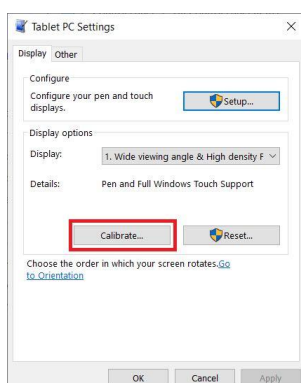 Tablet PC Settings
Display Other
Configure
Configure your pen and touch
displays.
Setup...
Display options
Display: 1. Wide viewing angle & High density F
Details: Pen and Full Windows Touch Support
Calibrate... Reset...
Choose the order in which your screen rotates.Go
to Orientation
OK Cancel Apply